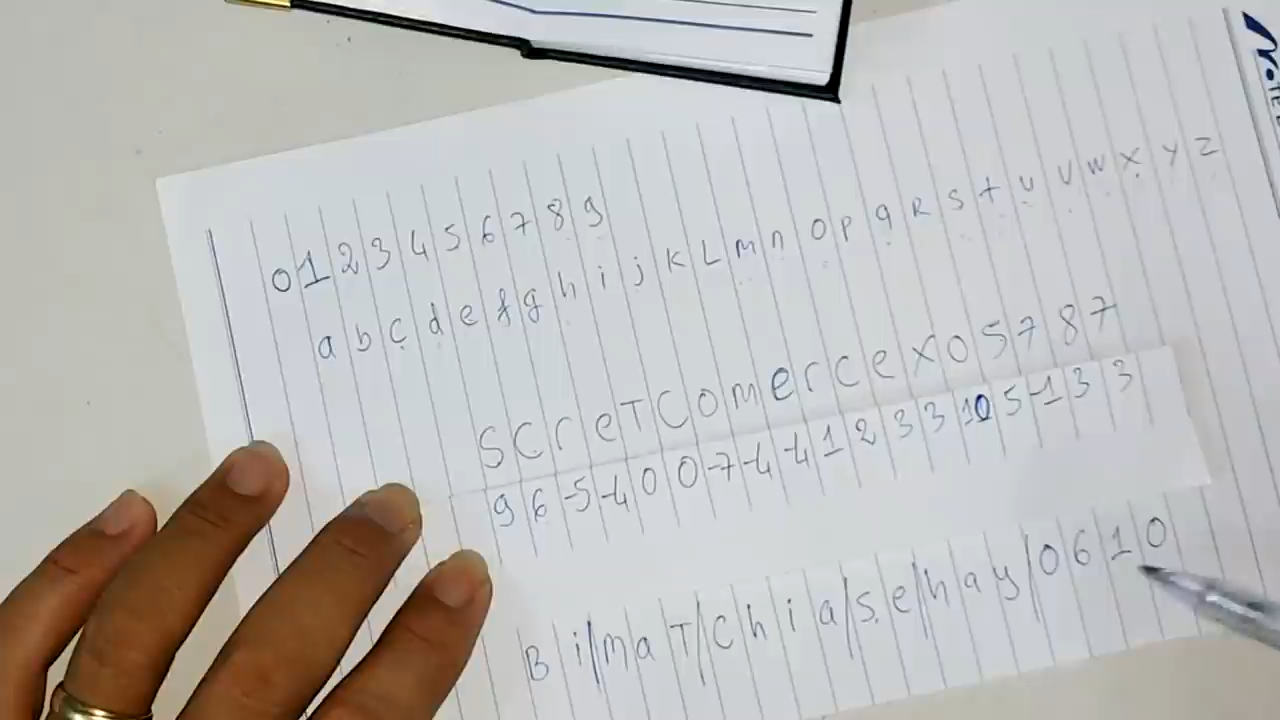 0 1 2 3 4 5 6 7 8 9
a b c d e f g h i j k L m n o p q R s t u v w x y z
S C r e T C o m e r c e x 0 5 7 8 7
9 6 -5 -4 0 0 -7 -4 -4 1 2 3 3 10 5 -1 3 3
B i / m a T / c h i a / s e / h a y / 0 6 1 0